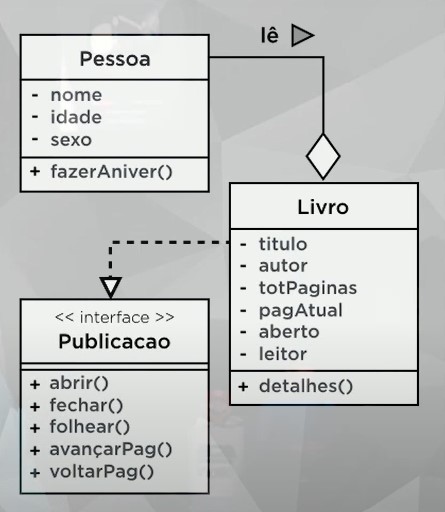 lê
Pessoa
- nome
- idade
- sexo
+ fazerAniver()
Livro
- titulo
- autor
- totPaginas
- pagAtual
- aberto
- leitor
+ detalhes()
<< interface >>
Publicacao
+ abrir()
+ fechar()
+ folhear()
+ avançarPag()
+ voltarPag()